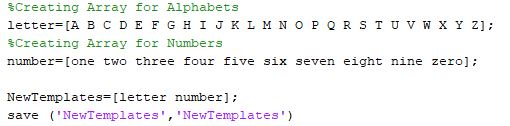 %Creating Array for Alphabets
letter=[A B C D E F G H I J K L M N O P Q R S T U V W X Y Z];
%Creating Array for Numbers
number=[one two three four five six seven eight nine zero];
NewTemplates=[letter number];
save ('NewTemplates','NewTemplates')